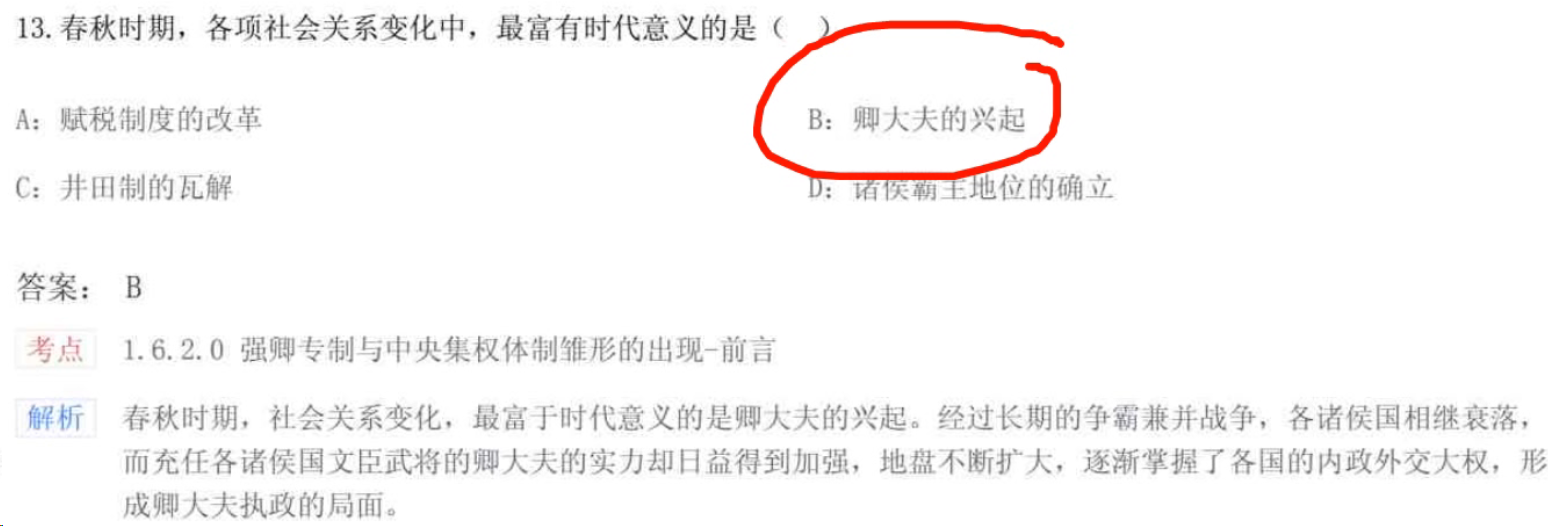 13.春秋时期，各项社会关系变化中，最富有时代意义的是（　）
A：赋税制度的改革
B：卿大夫的兴起
C：井田制的瓦解
D：诸侯霸主地位的确立
答案： B
考点 1.6.2.0 强卿专制与中央集权体制雏形的出现-前言
解析 春秋时期，社会关系变化，最富于时代意义的是卿大夫的兴起。经过长期的争霸兼并战争，各诸侯国相继衰落，
而充任各诸侯国文臣武将的卿大夫的实力却日益得到加强，地盘不断扩大，逐渐掌握了各国的内政外交大权，形
成卿大夫执政的局面。